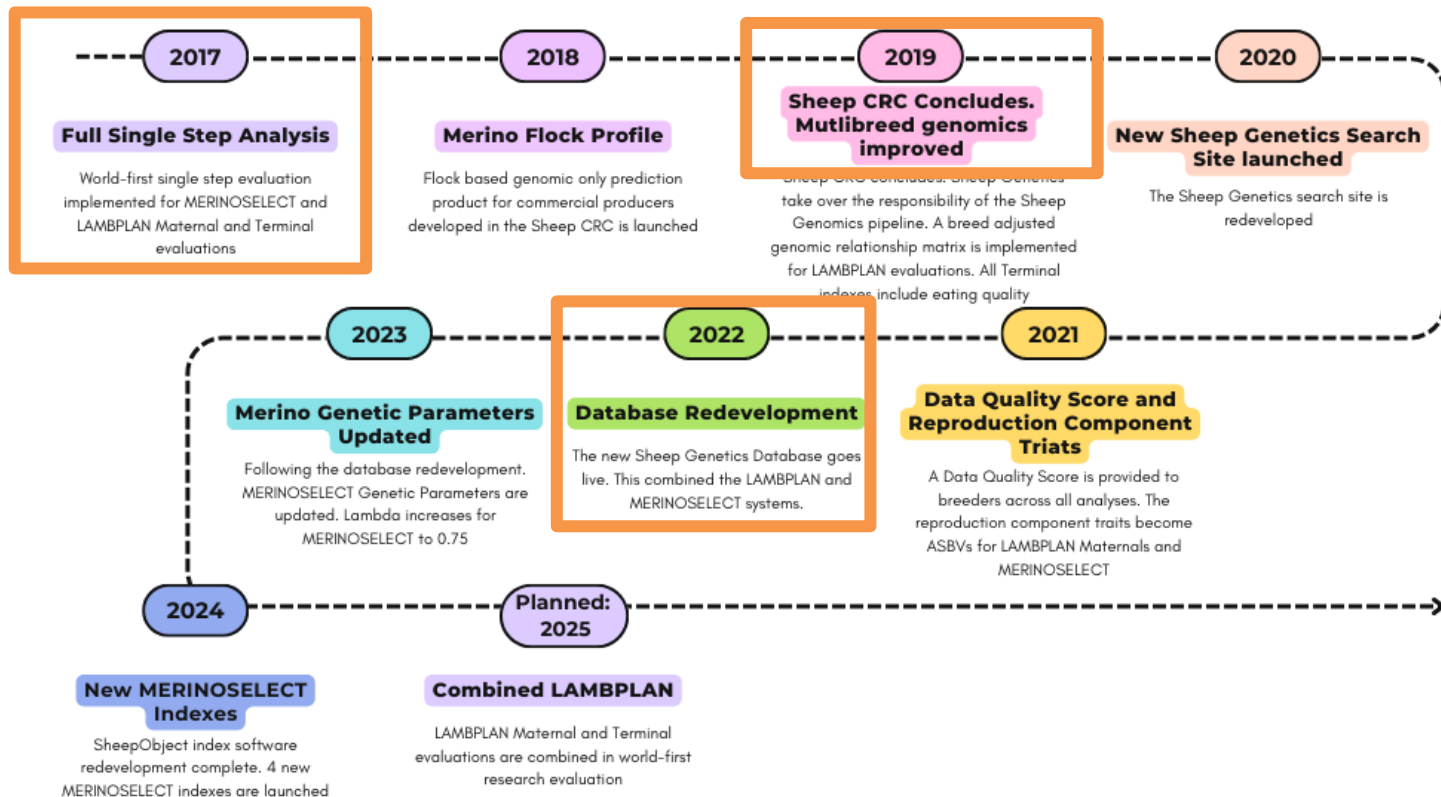 2017
Full Single Step Analysis
World-first single step evaluation
implemented for MERINOSELECT and
LAMBPLAN Maternal and Terminal
evaluations
2018
Merino Flock Profile
Flock based genomic only prediction
product for commercial producers
developed in the Sheep CRC is launched
2019
Sheep CRC Concludes.
Mutlibreed genomics
improved
Sheep CRC concludes. Sheep Genetics
take over the responsibility of the Sheep
Genomics pipeline. A breed adjusted
genomic relationship matrix is implemented
for LAMBPLAN evaluations. All Terminal
indexes include eating quality
2020
New Sheep Genetics Search
Site launched
The Sheep Genetics search site is
redeveloped
2023
Merino Genetic Parameters
Updated
Following the database redevelopment.
MERINOSELECT Genetic Parameters are
updated. Lambda increases for
MERINOSELECT to 0.75
2022
Database Redevelopment
The new Sheep Genetics Database goes
live. This combined the LAMBPLAN and
MERINOSELECT systems.
2021
Data Quality Score and
Reproduction Component
Triats
A Data Quality Score is provided to
breeders across all analyses. The
reproduction component traits become
ASBVs for LAMBPLAN Maternals and
MERINOSELECT
2024
New MERINOSELECT
Indexes
SheepObject index software
redevelopment complete. 4 new
MERINOSELECT indexes are launched
Planned:
2025
Combined LAMBPLAN
LAMBPLAN Maternal and Terminal
evaluations are combined in world-first
research evaluation